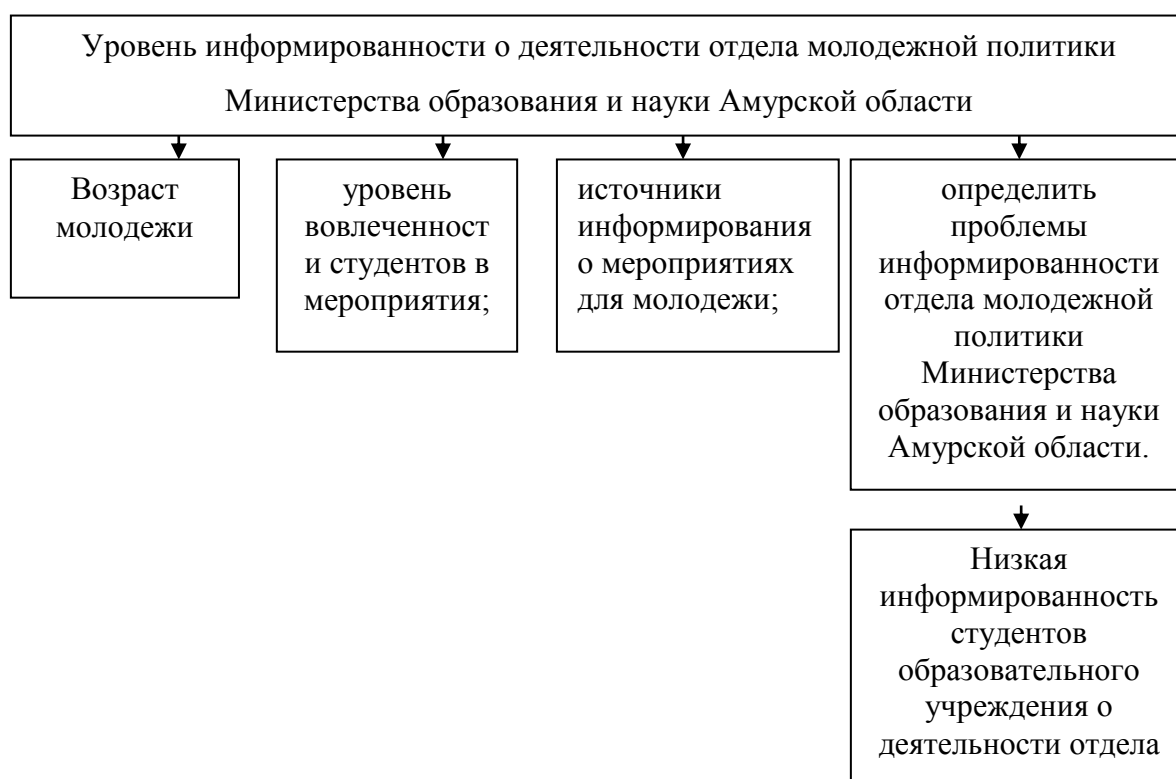 Уровень информированности о деятельности отдела молодежной политики
Министерства образования и науки Амурской области
Возраст
молодежи
уровень
вовлеченност
и студентов в
мероприятия;
источники
информирования
о мероприятиях
для молодежи;
определить
проблемы
информированности
отдела молодежной
политики
Министерства
образования и науки
Амурской области.
Низкая
информированность
студентов
образовательного
учреждения о
деятельности отдела